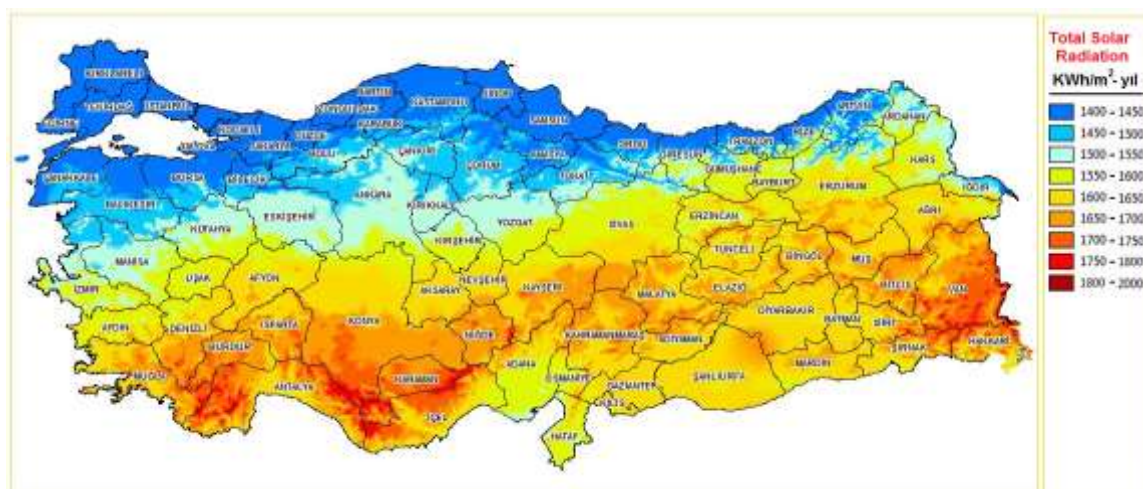 Total Solar
Radiation
KWh/m²- yıl
1400 - 1450
1450 - 1500
1500 - 1550
1550 - 1600
1600 - 1650
1650 - 1700
1700 - 1750
1750 - 1800
1800 - 2000
KIRKLARELİ
TEKİRDAĞ
İSTANBUL
EDİRNE
KOCAELİ
SAKARYA
ZONGULDAK
KASTAMONU
SİNOP
SAMSUN
ORDU
GİRESUN
TRABZON
RİZE
ARTVİN
ARDAHAN
KARS
IĞDIR
ÇANAKKALE
BURSA
BİLECİK
BOLU
ÇANKIRI
ÇORUM
AMASYA
TOKAT
GÜMÜŞHANE
BAYBURT
ERZURUM
AĞRI
BALIKESİR
KÜTAHYA
ESKİŞEHİR
ANKARA
KIRIKKALE
YOZGAT
SİVAS
ERZİNCAN
TUNCELİ
BİNGÖL
MUŞ
MANİSA
UŞAK
AFYON
KIRŞEHİR
NEVŞEHİR
KAYSERİ
MALATYA
ELAZIĞ
BİTLİS
VAN
İZMİR
AYDIN
DENİZLİ
ISPARTA
KONYA
AKSARAY
NİĞDE
KAHRAMANMARAŞ
ADIYAMAN
DİYARBAKIR
BATMAN
SİİRT
ŞIRNAK
HAKKARİ
MUĞLA
BURDUR
ANTALYA
KARAMAN
İÇEL
ADANA
OSMANİYE
GAZİANTEP
KİLİS
ŞANLIURFA
MARDİN
HATAY